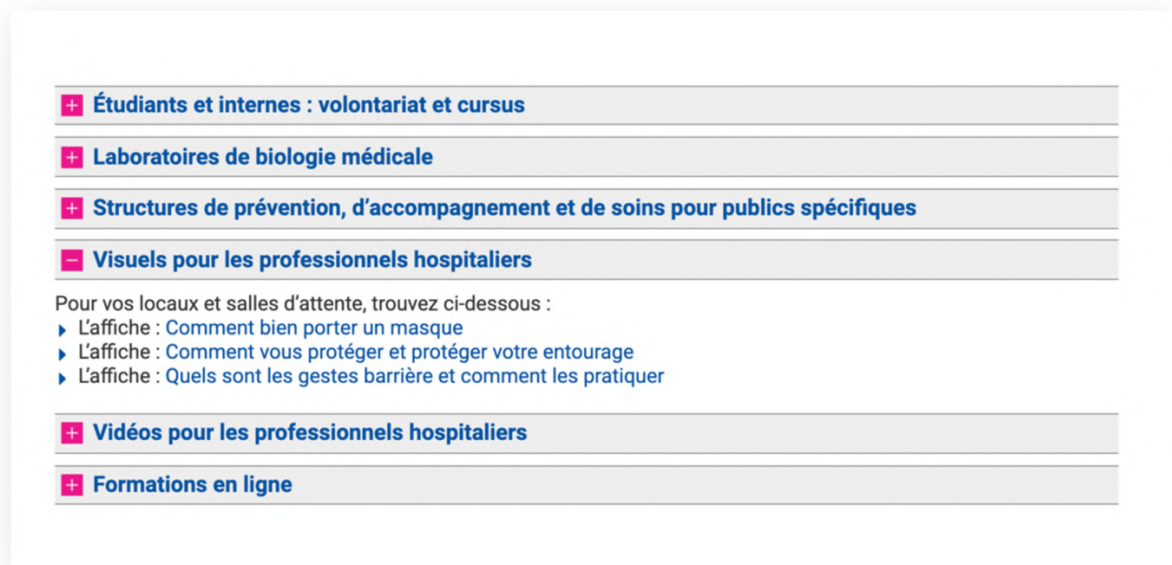 Étudiants et internes : volontariat et cursus
Laboratoires de biologie médicale
Structures de prévention, d’accompagnement et de soins pour publics spécifiques
Visuels pour les professionnels hospitaliers
Pour vos locaux et salles d’attente, trouvez ci-dessous :
L’affiche : Comment bien porter un masque
L’affiche : Comment vous protéger et protéger votre entourage
L’affiche : Quels sont les gestes barrière et comment les pratiquer
Vidéos pour les professionnels hospitaliers
Formations en ligne